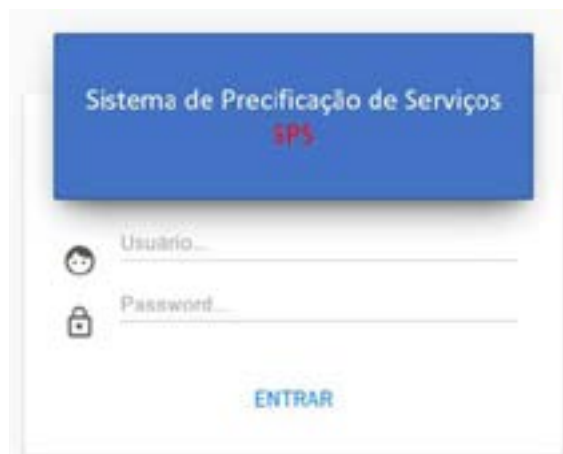 Sistema de Precificação de Serviços
SPS
Usuário...
Password...
ENTRAR